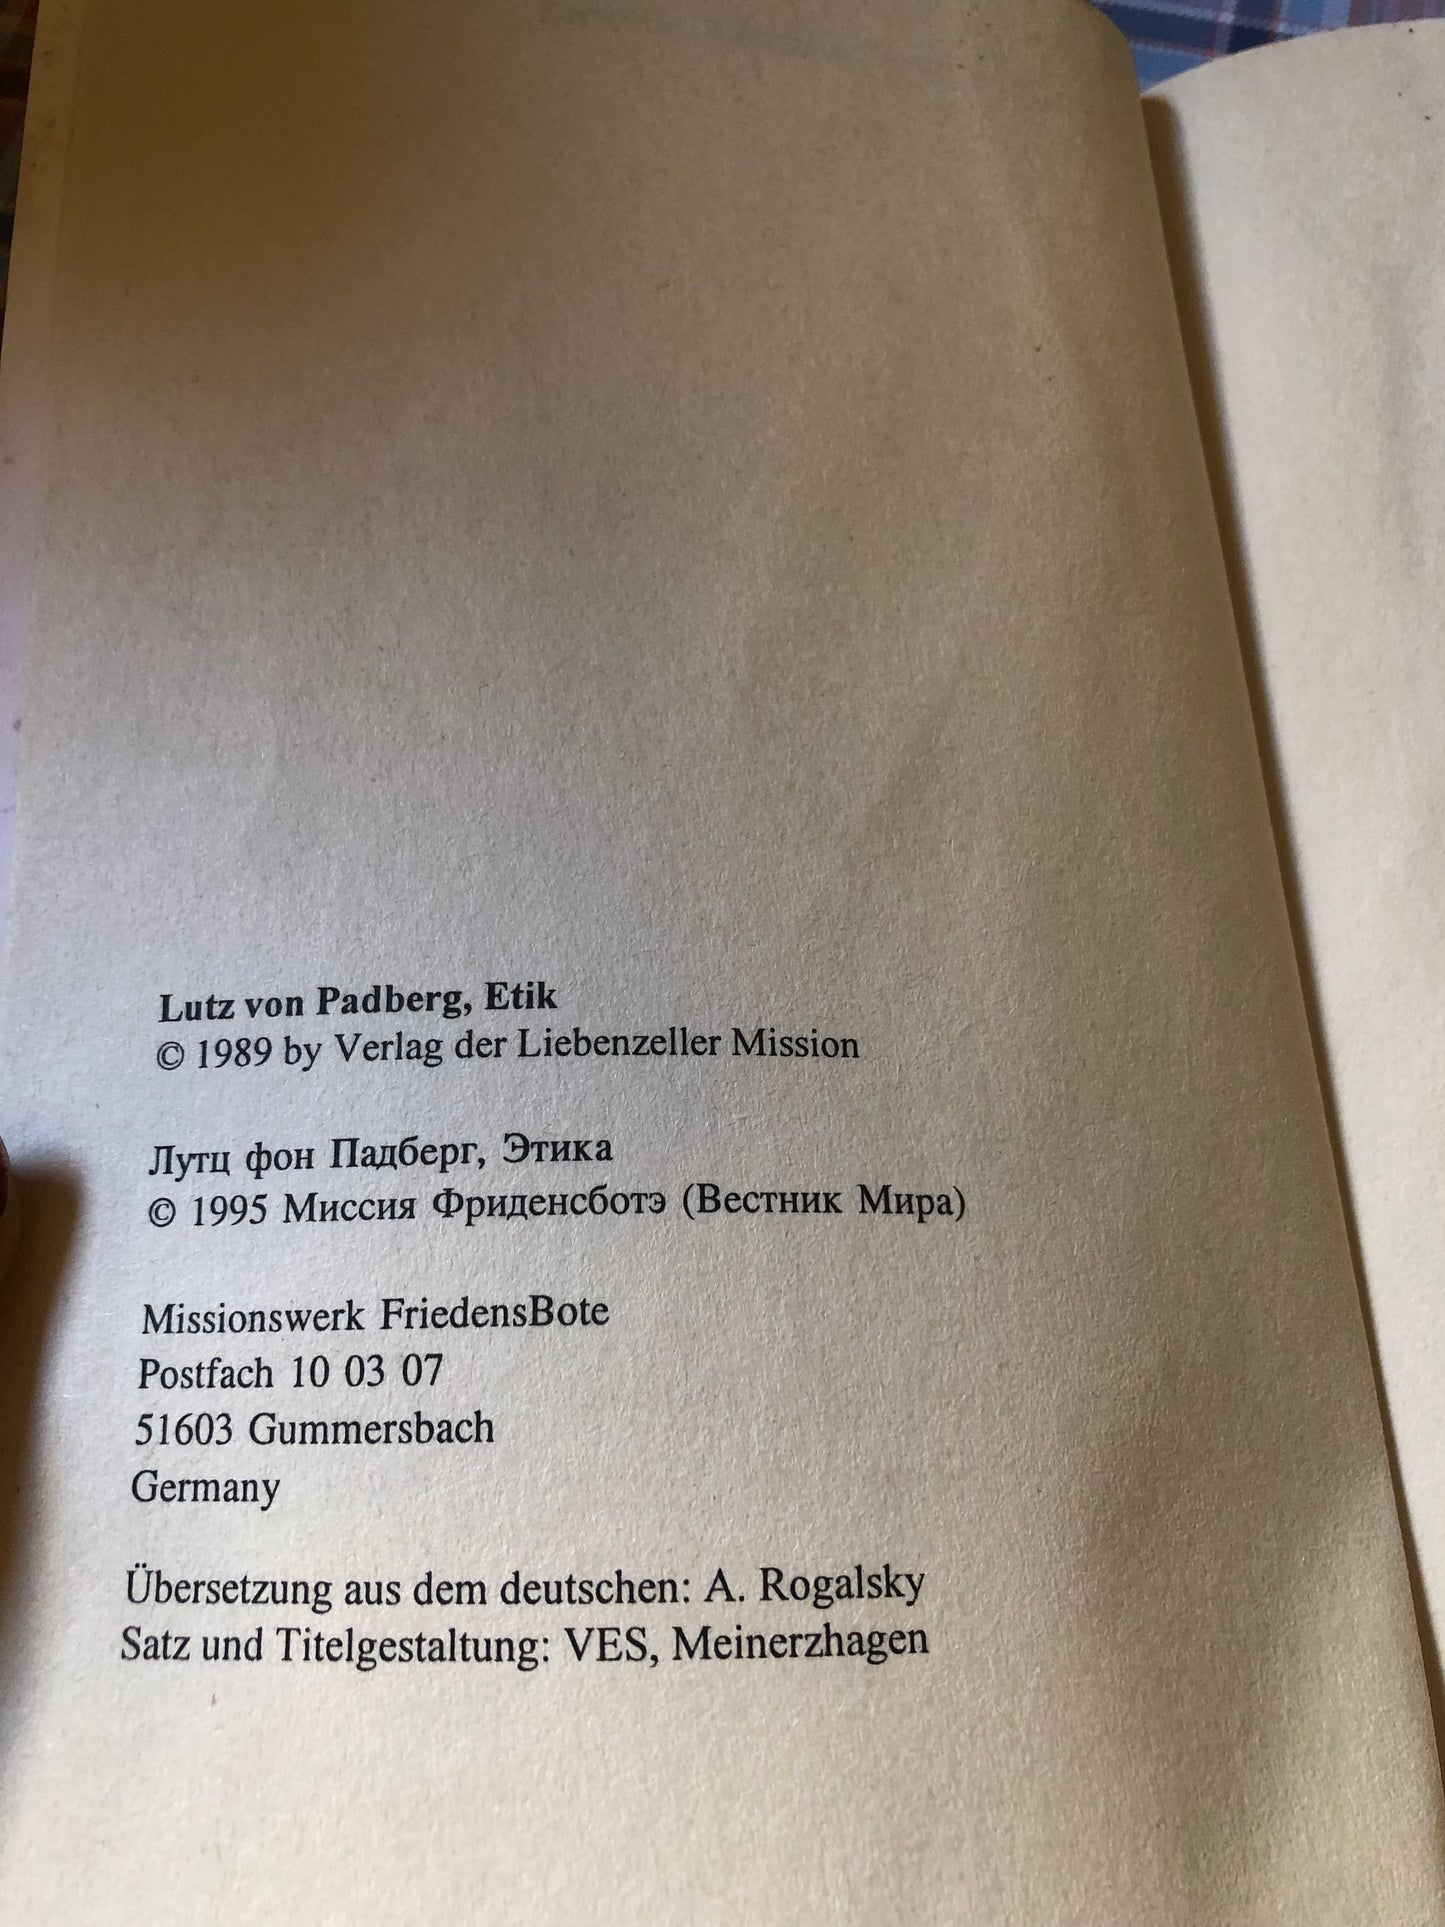 Lutz von Padberg, Etik
© 1989 by Verlag der Liebenzeller Mission
Лутц фон Падберг, Этика
© 1995 Миссия Фриденсботэ (Вестник Мира)
Missionswerk FriedensBote
Postfach 10 03 07
51603 Gummersbach
Germany
Übersetzung aus dem deutschen: A. Rogalsky
Satz und Titelgestaltung: VES, Meinerzhagen